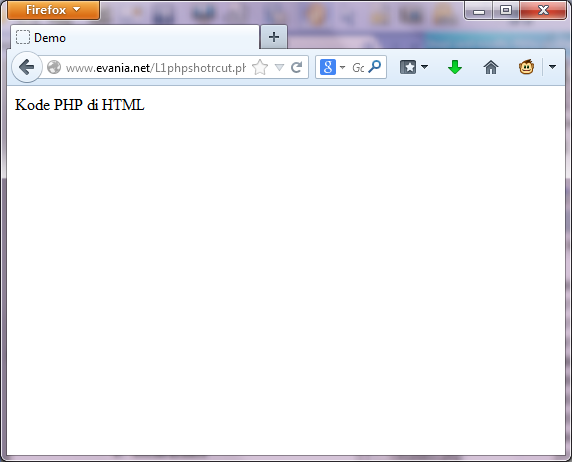 Firefox
Demo
www.evania.net/L1phpshotrcut.ph
Kode PHP di HTML